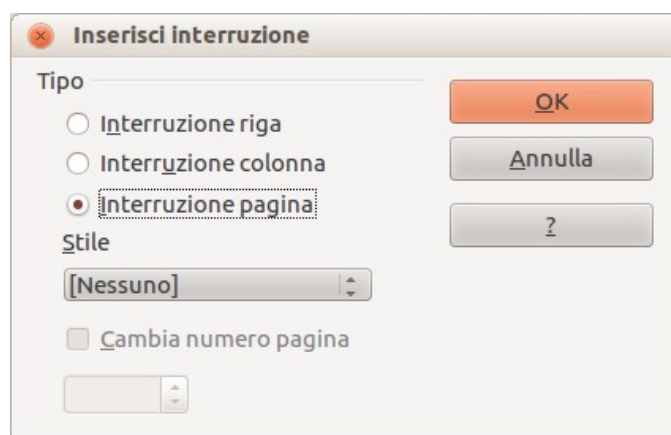 Inserisci interruzione
Tipo
Interruzione riga
Interruzione colonna
Interruzione pagina
Stile
[Nessuno]
Cambia numero pagina
OK
Annulla
?